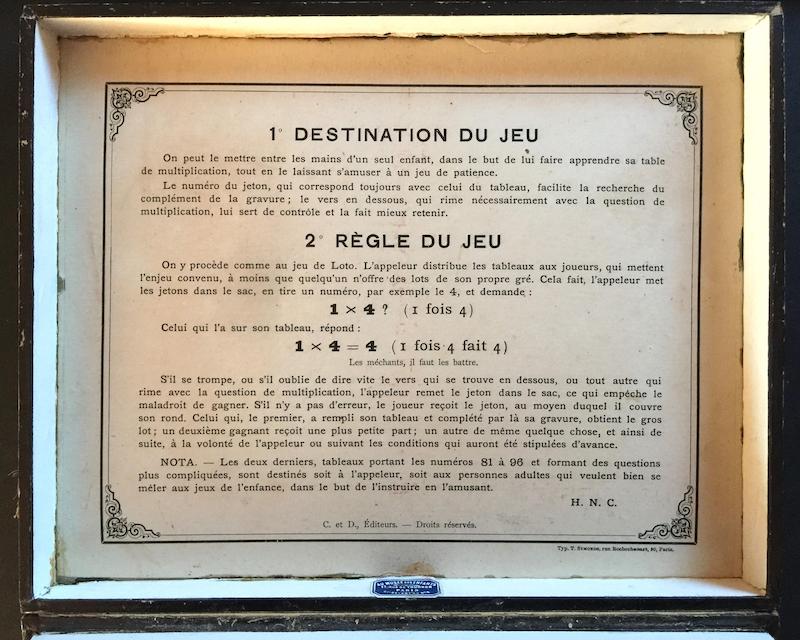 1° DESTINATION DU JEU
On peut le mettre entre les mains d'un seul enfant, dans le but de lui faire apprendre sa table
de multiplication, tout en le laissant s'amuser à un jeu de patience.
Le numéro du jeton, qui correspond toujours avec celui du tableau, facilite la recherche du
complément de la gravure; le vers en dessous, qui rime nécessairement avec la question de
multiplication, lui sert de contrôle et la fait mieux retenir.
2° RÈGLE DU JEU
On y procède comme au jeu de Loto. L'appeleur distribue les tableaux aux joueurs, qui mettent
l'enjeu convenu, à moins que quelqu'un n'offre des lots de son propre gré. Cela fait, l'appeleur met
les jetons dans le sac, en tire un numéro, par exemple le 4, et demande :
1 × 4 ? (1 fois 4)
Celui qui l'a sur son tableau, répond :
1 × 4 = 4 (1 fois 4 fait 4)
Les méchants, il faut les battre.
S'il se trompe, ou s'il oublie de dire vite le vers qui se trouve en dessous, ou tout autre qui
rime avec la question de multiplication, l'appeleur remet le jeton dans le sac, ce qui empêche le
maladroit de gagner. S'il n'y a pas d'erreur, le joueur reçoit le jeton, au moyen duquel il couvre
son rond. Celui qui, le premier, a rempli son tableau et complété par là sa gravure, obtient le gros
lot; un deuxième gagnant reçoit une plus petite part; un autre de même quelque chose, et ainsi de
suite, à la volonté de l'appeleur ou suivant les conditions qui auront été stipulées d'avance.
NOTA. — Les deux derniers, tableaux portant les numéros 81 à 96 et formant des questions
plus compliquées, sont destinés soit à l'appeleur, soit aux personnes adultes qui veulent bien se
mêler aux jeux de l'enfance, dans le but de l'instruire en l'amusant.
H. N. C.
C. et D., Éditeurs. — Droits réservés.
Typ. T. Symonds, rue Rochechouart, 90, Paris.
AU MUSÉE DES ENFANTS
PARIS